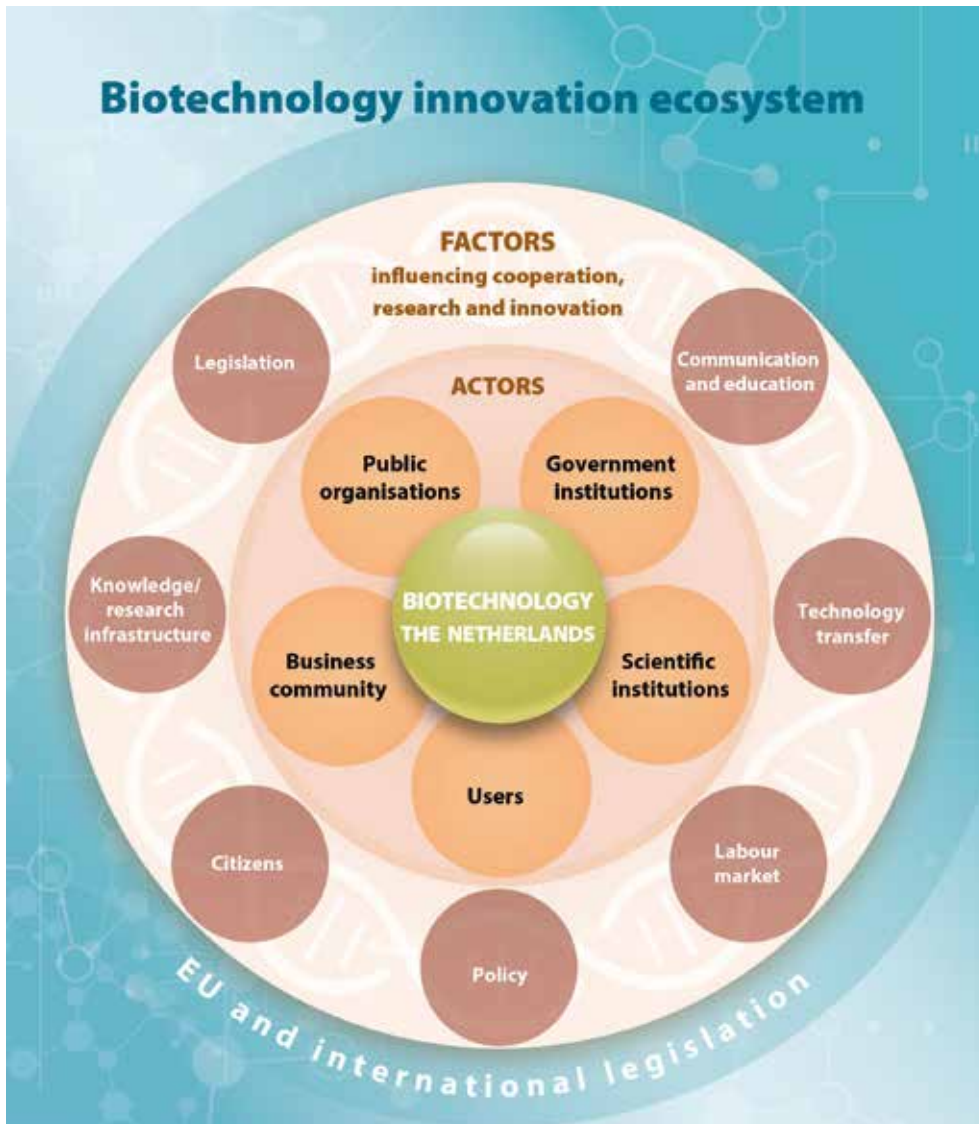 Biotechnology innovation ecosystem
FACTORS
influencing cooperation,
research and innovation
Legislation
Communication
and education
ACTORS
Public
organisations
Government
institutions
Knowledge/
research
infrastructure
BIOTECHNOLOGY
THE NETHERLANDS
Technology
transfer
Business
community
Scientific
institutions
Users
Citizens
Labour
market
Policy
EU and international legislation